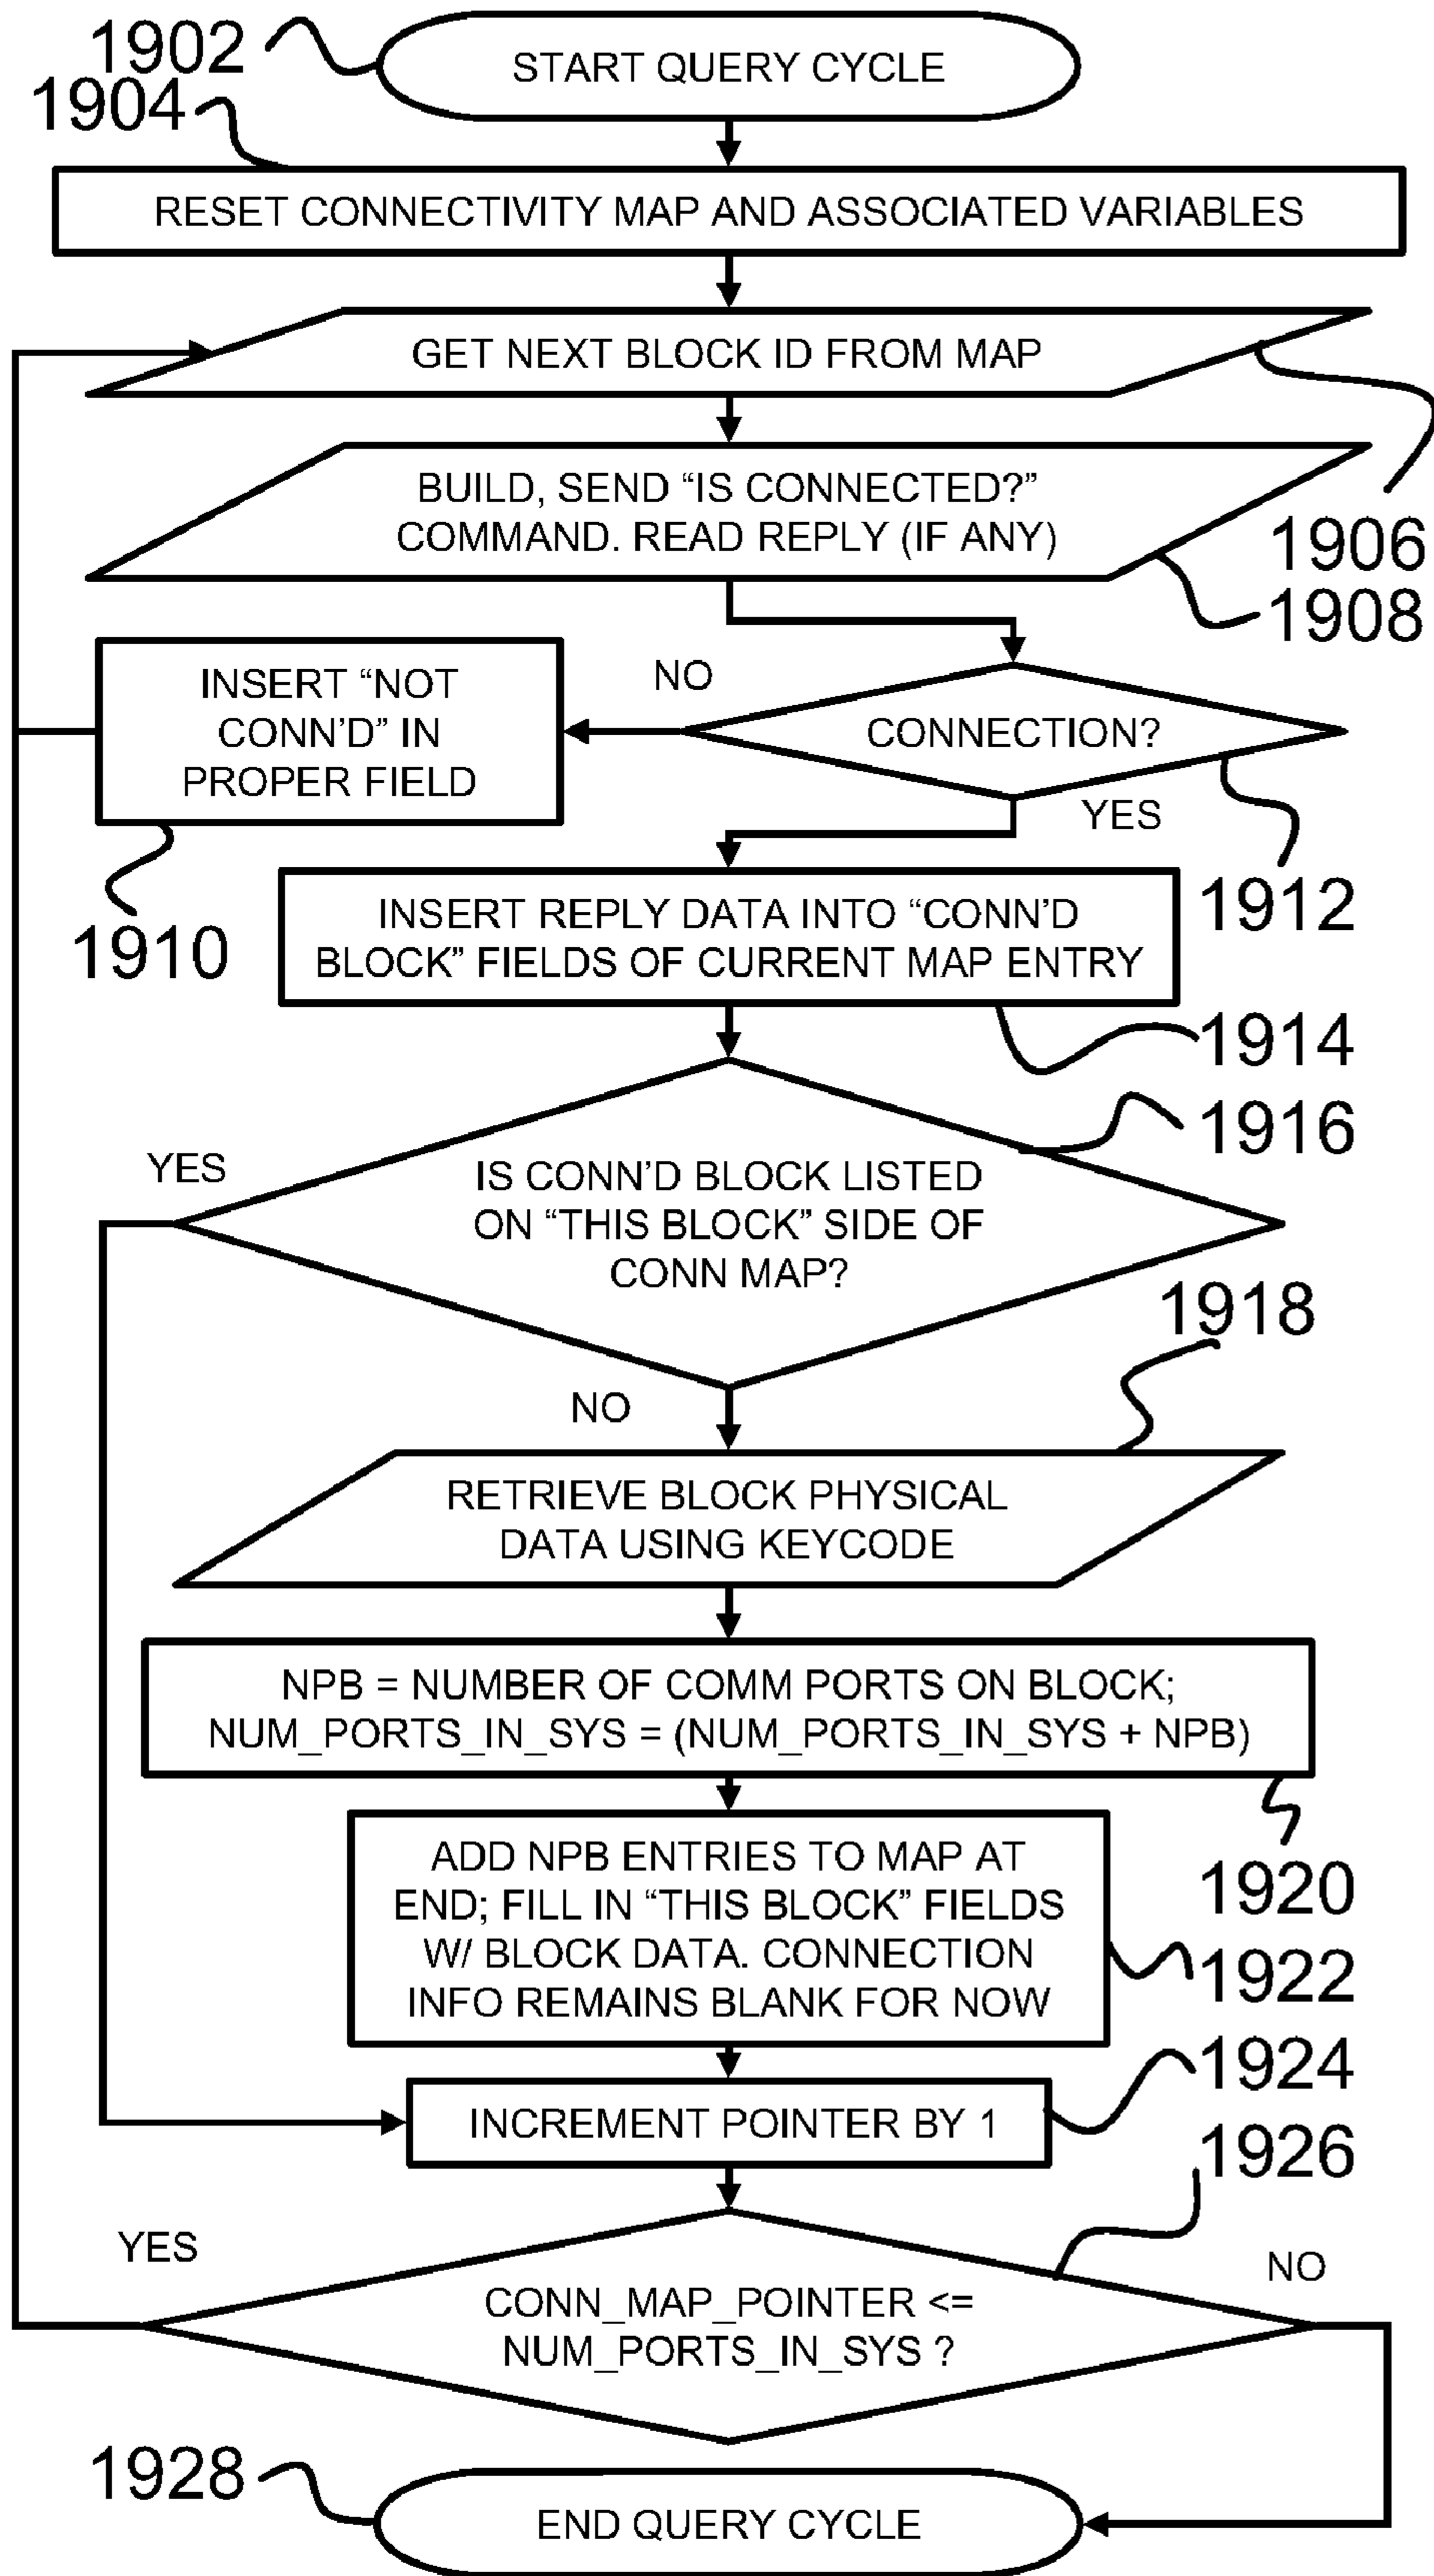 1902
START QUERY CYCLE
1904
RESET CONNECTIVITY MAP AND ASSOCIATED VARIABLES
GET NEXT BLOCK ID FROM MAP
1906
BUILD, SEND “IS CONNECTED?”
COMMAND. READ REPLY (IF ANY)
1908
INSERT “NOT
CONN’D” IN
PROPER FIELD
1910
NO
CONNECTION?
YES
1912
INSERT REPLY DATA INTO “CONN’D
BLOCK” FIELDS OF CURRENT MAP ENTRY
1914
1916
YES
IS CONN’D BLOCK LISTED
ON “THIS BLOCK” SIDE OF
CONN MAP?
NO
1918
RETRIEVE BLOCK PHYSICAL
DATA USING KEYCODE
NPB = NUMBER OF COMM PORTS ON BLOCK;
NUM_PORTS_IN_SYS = (NUM_PORTS_IN_SYS + NPB)
1920
ADD NPB ENTRIES TO MAP AT
END; FILL IN “THIS BLOCK” FIELDS
W/ BLOCK DATA. CONNECTION
INFO REMAINS BLANK FOR NOW
1922
1924
INCREMENT POINTER BY 1
1926
YES
CONN_MAP_POINTER <=
NUM_PORTS_IN_SYS ?
NO
1928
END QUERY CYCLE